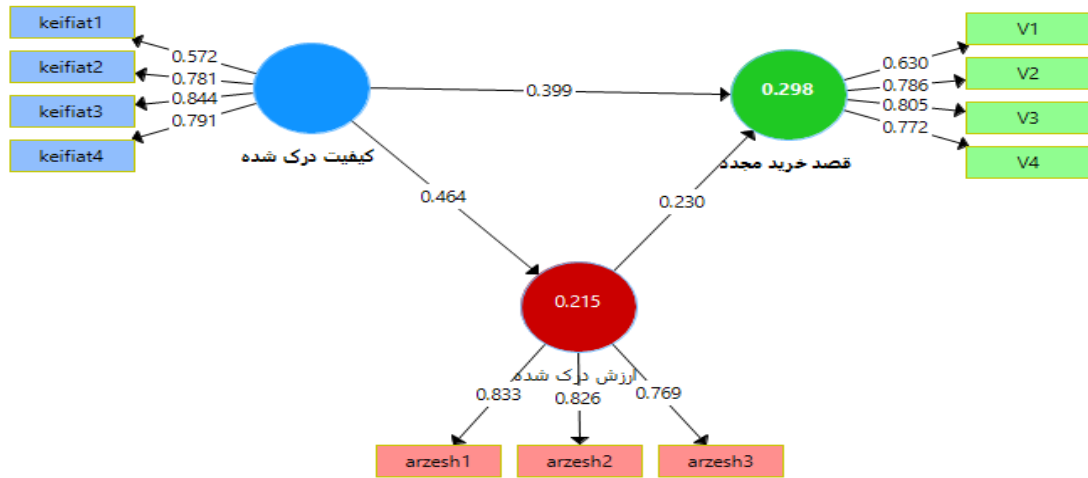 keifiat1
keifiat2
keifiat3
keifiat4
0.572
0.781
0.844
0.791
کیفیت درک شده
0.399
0.464
0.298
قصد خرید مجدد
0.630
0.786
0.805
0.772
V1
V2
V3
V4
0.230
0.215
ارزش درک شده
0.833
0.826
0.769
arzesh1
arzesh2
arzesh3